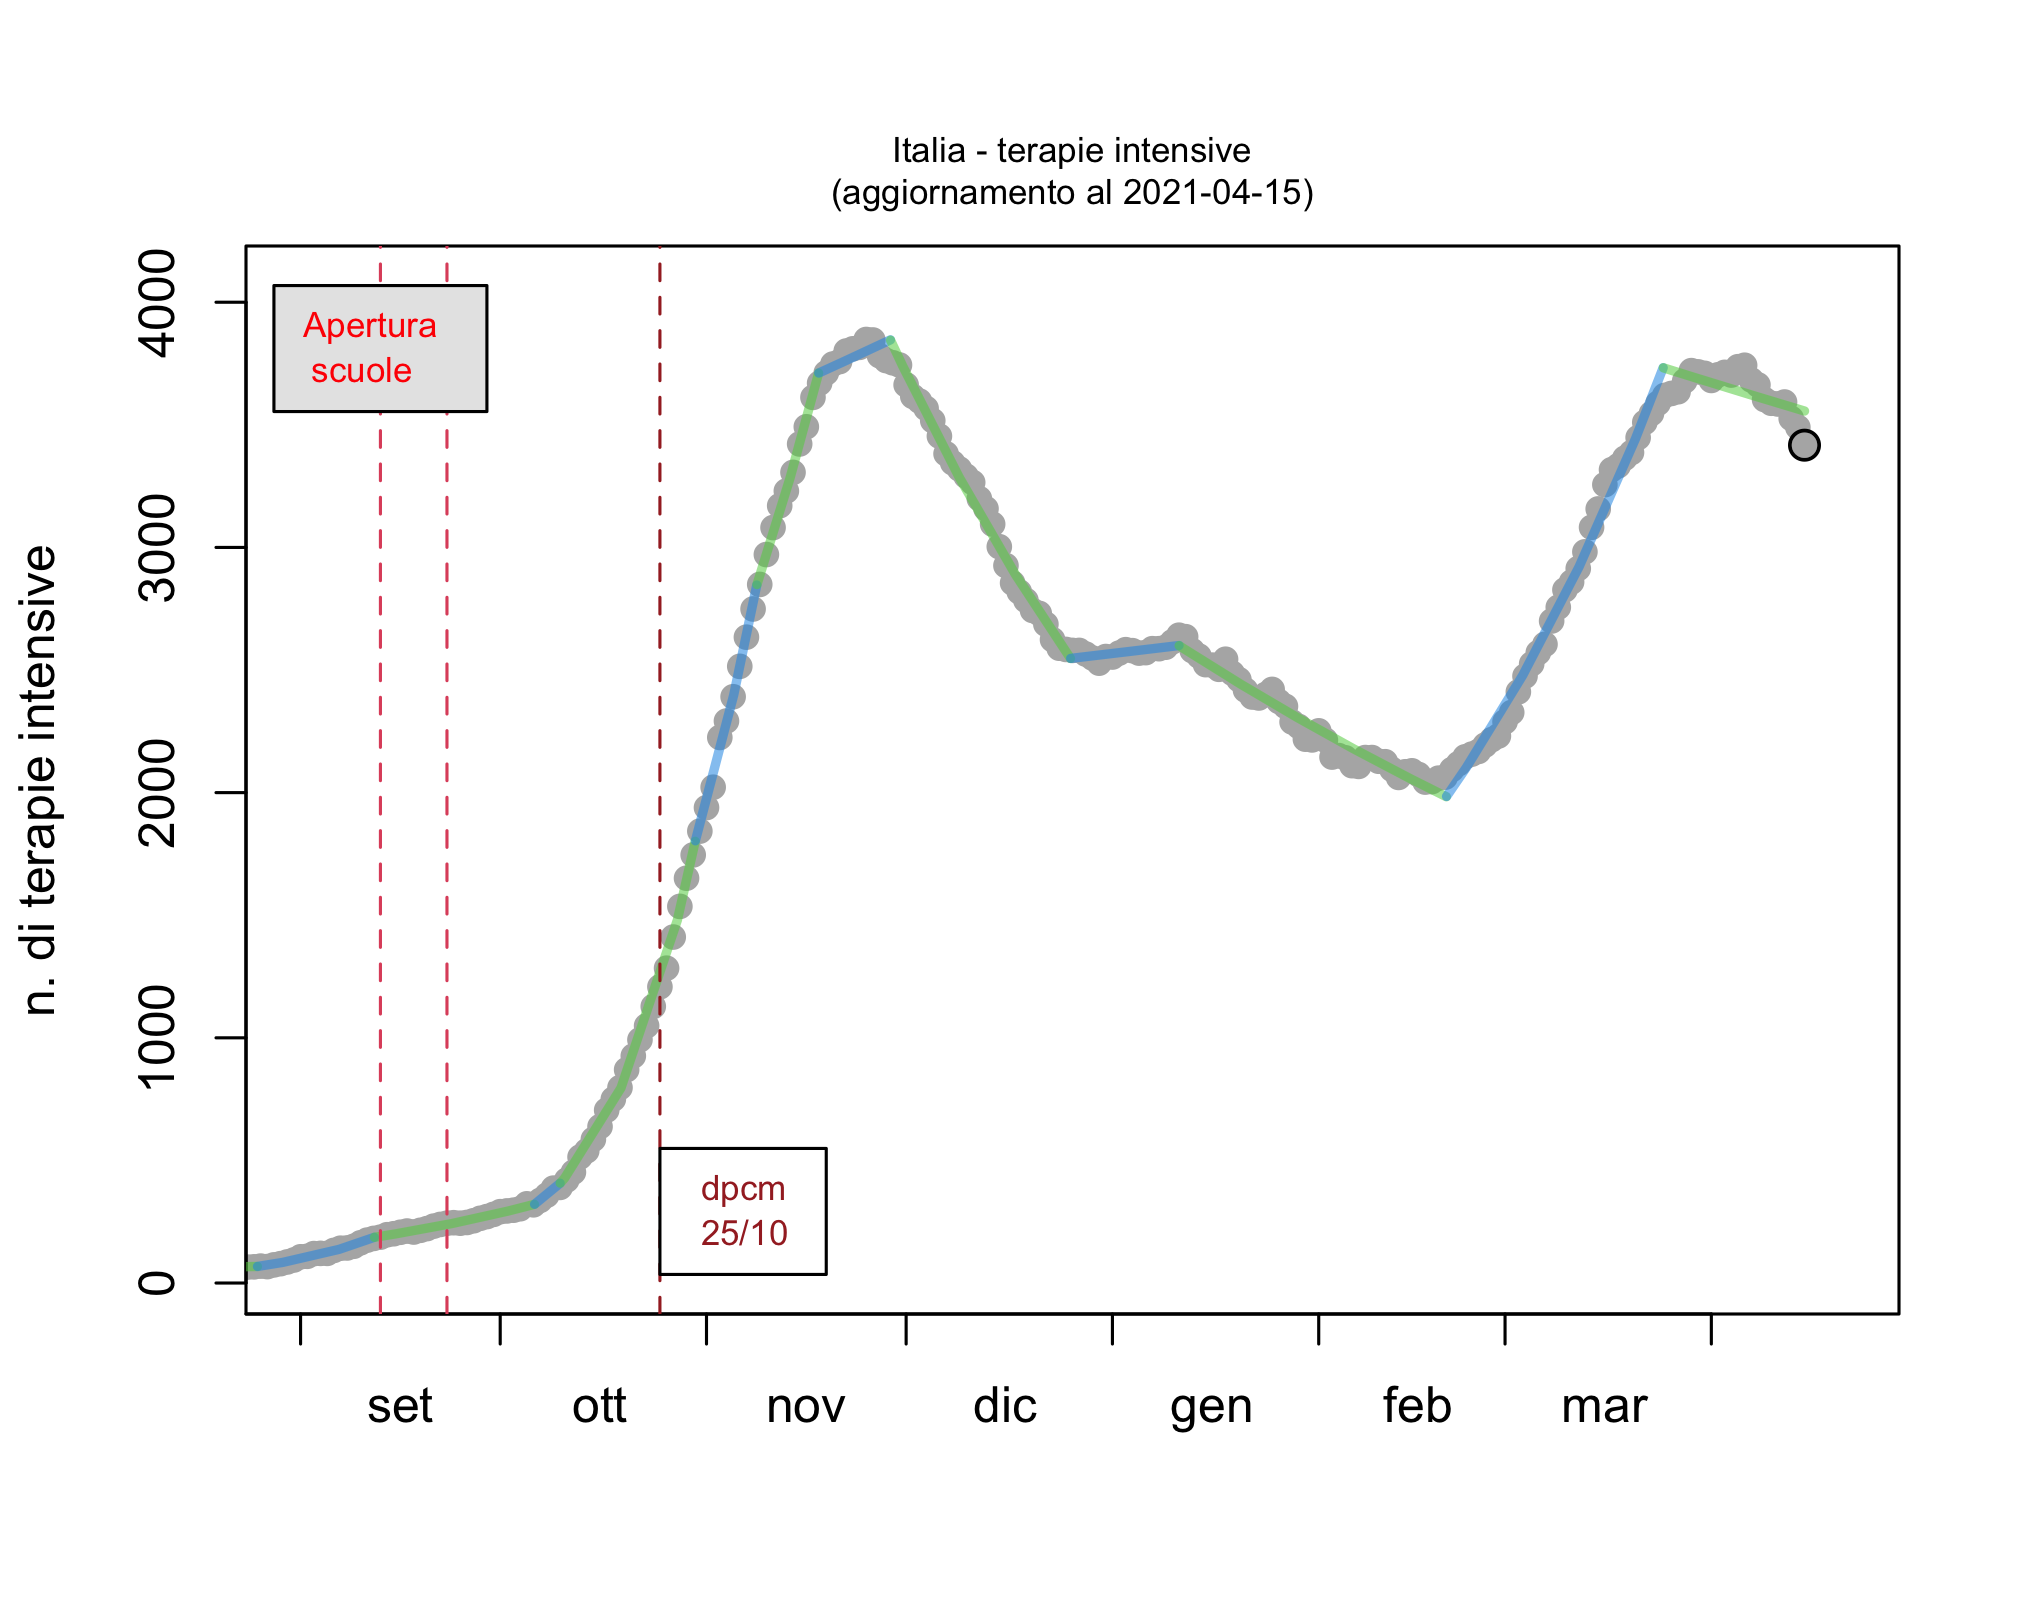 Italia - terapie intensive
(aggiornamento al 2021-04-15)
n. di terapie intensive
4000
3000
2000
1000
0
Apertura
scuole
dpcm
25/10
set
ott
nov
dic
gen
feb
mar